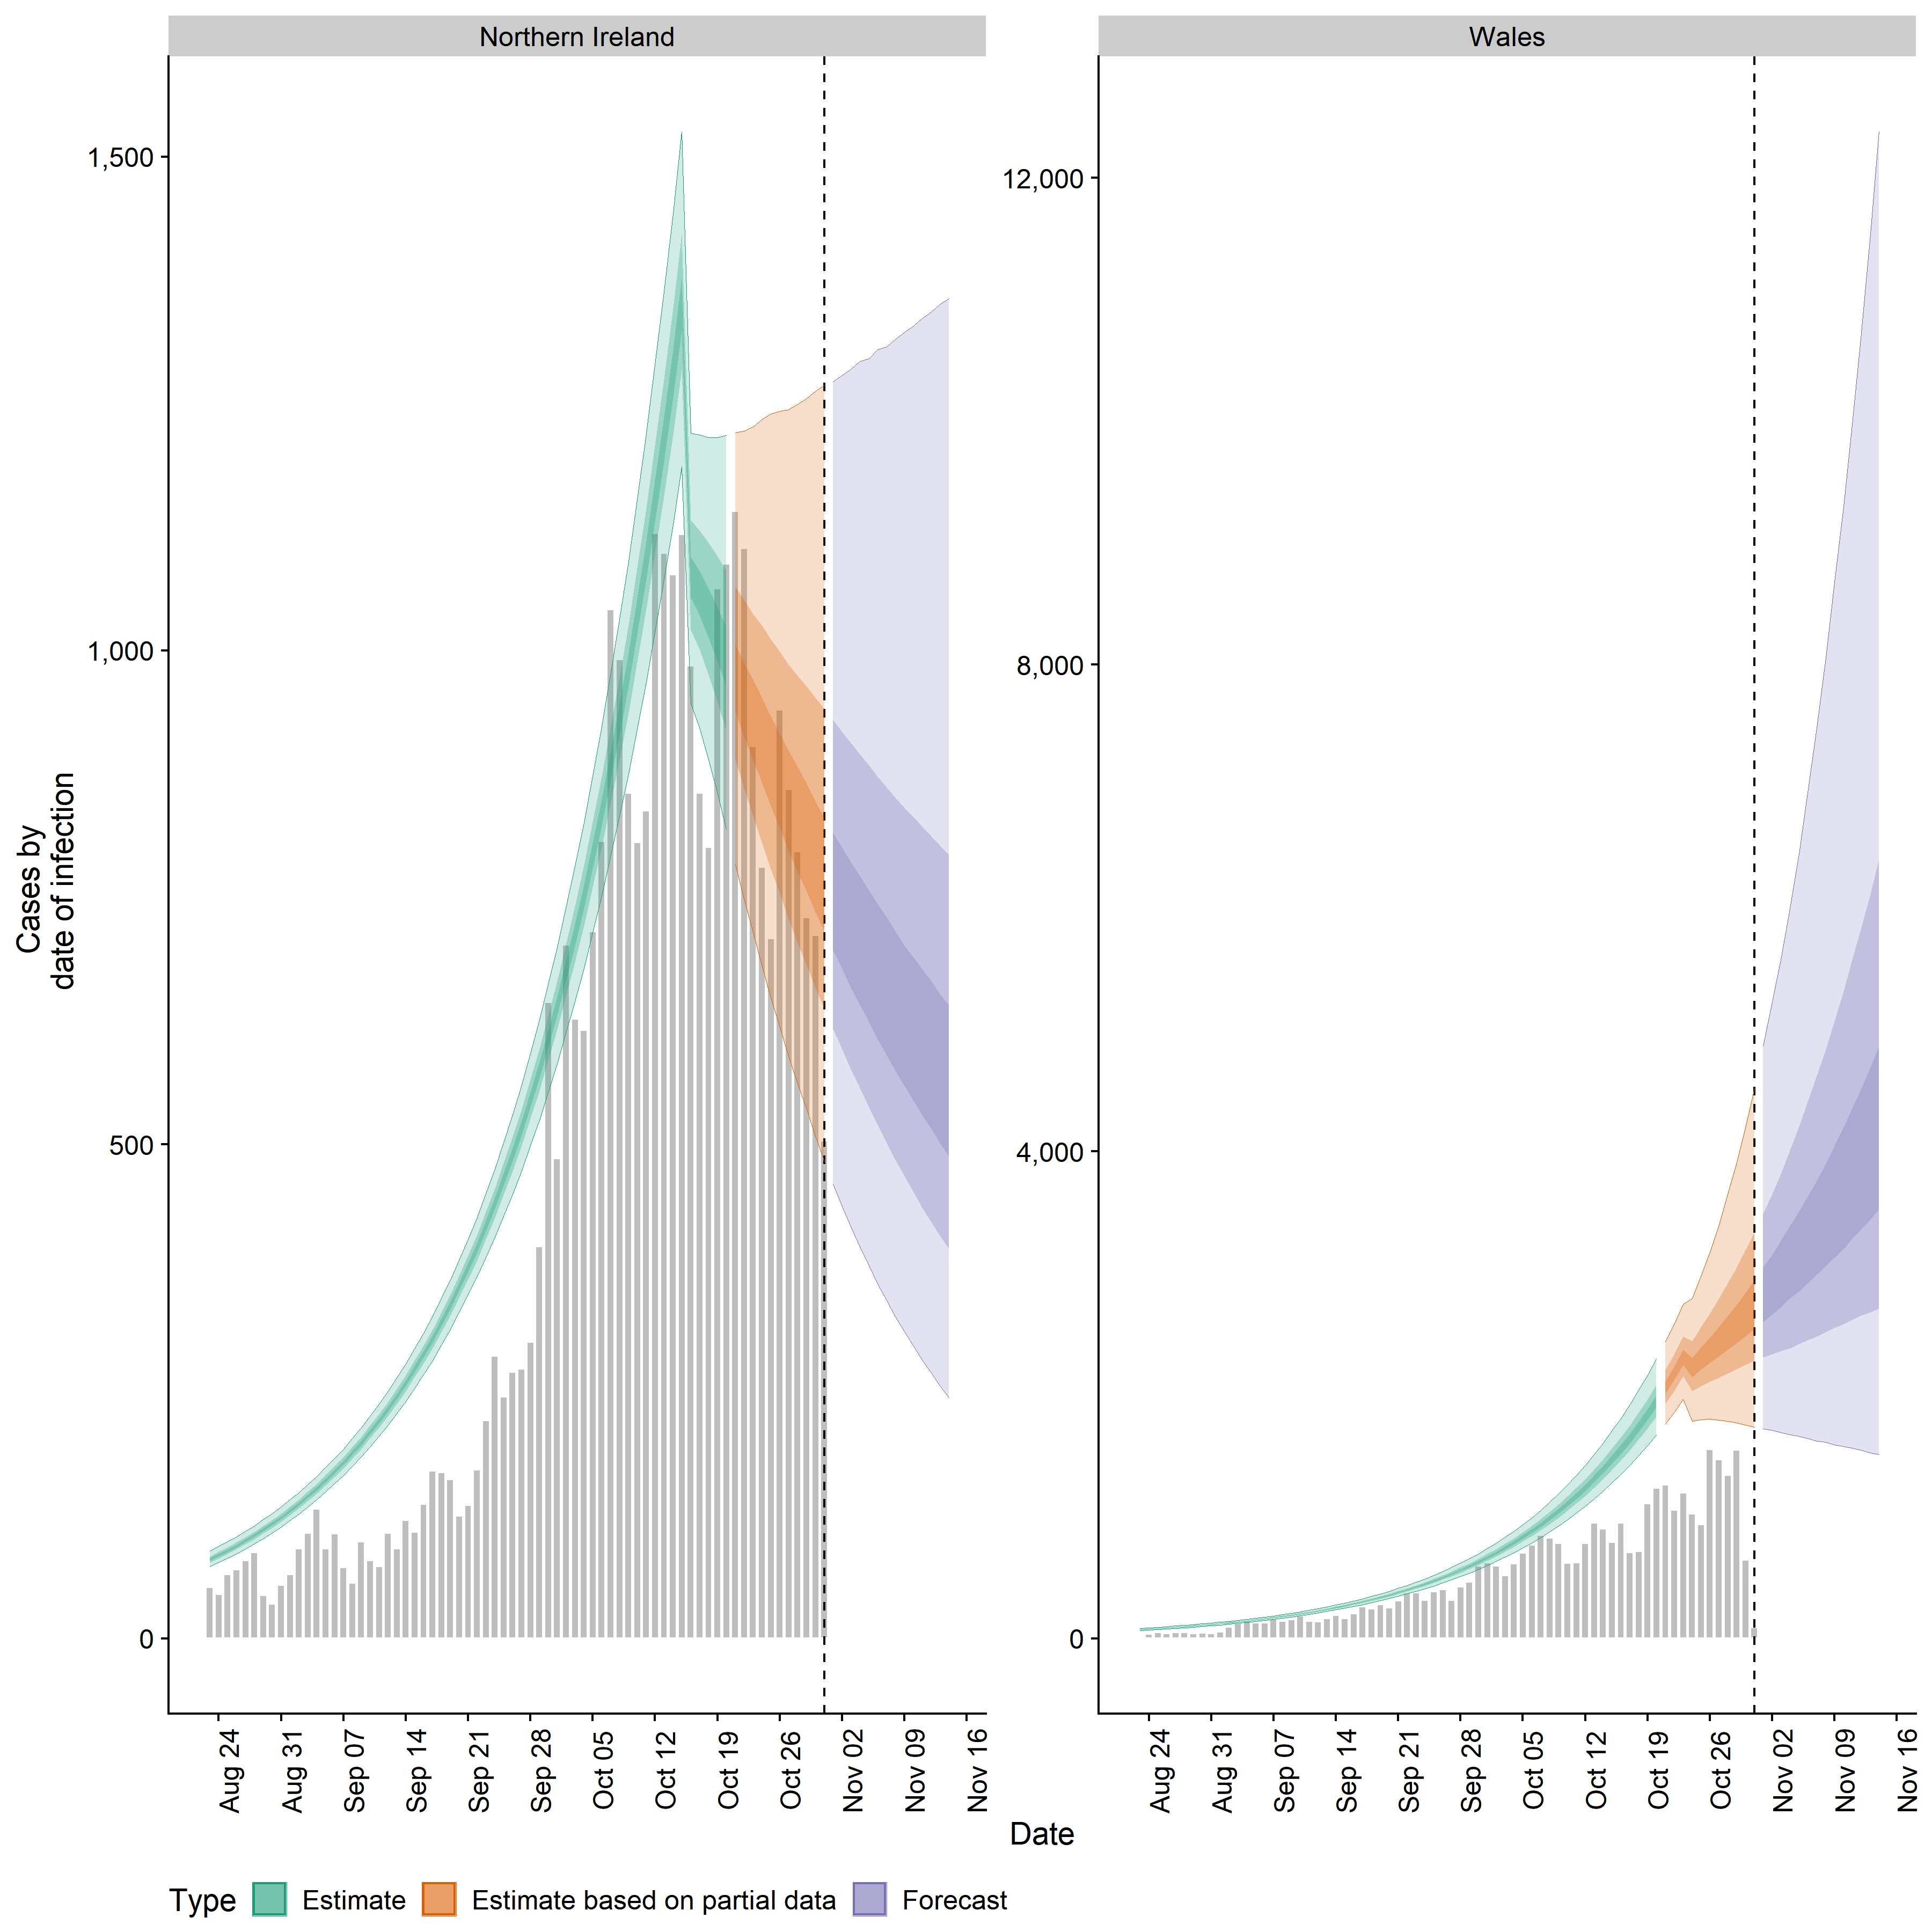 Northern Ireland
Wales
Cases by
date of infection
1,500
1,000
500
0
12,000
8,000
4,000
0
Aug 24
Aug 31
Sep 07
Sep 14
Sep 21
Sep 28
Oct 05
Oct 12
Oct 19
Oct 26
Nov 02
Nov 09
Nov 16
Aug 24
Aug 31
Sep 07
Sep 14
Sep 21
Sep 28
Oct 05
Oct 12
Oct 19
Oct 26
Nov 02
Nov 09
Nov 16
Date
Type Estimate Estimate based on partial data Forecast